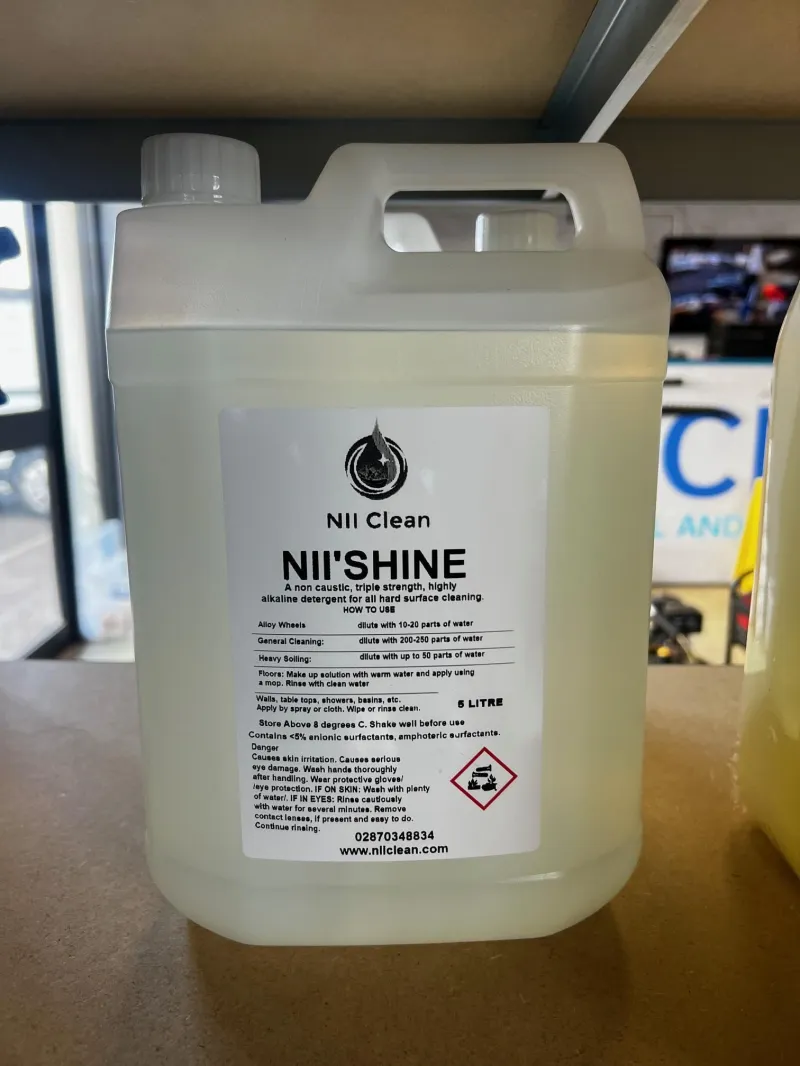 NII Clean
NII'SHINE
A non caustic, triple strength, highly
alkaline detergent for all hard surface cleaning.
HOW TO USE
Alloy Wheels dilute with 10-20 parts of water
General Cleaning: dilute with 200-250 parts of water
Heavy Soiling: dilute with up to 50 parts of water
Floors: Make up solution with warm water and apply using
a mop. Rinse with clean water
Walls, table tops, showers, basins, etc.
Apply by spray or cloth. Wipe or rinse clean.
5 LITRE
Store Above 8 degrees C. Shake well before use
Contains <5% anionic surfactants, amphoteric surfactants.
Danger
Causes skin irritation. Causes serious
eye damage. Wash hands thoroughly
after handling. Wear protective gloves/
/eye protection. IF ON SKIN: Wash with plenty
of water/. IF IN EYES: Rinse cautiously
with water for several minutes. Remove
contact lenses, if present and easy to do.
Continue rinsing.
02870348834
www.niiclean.com
C
AND